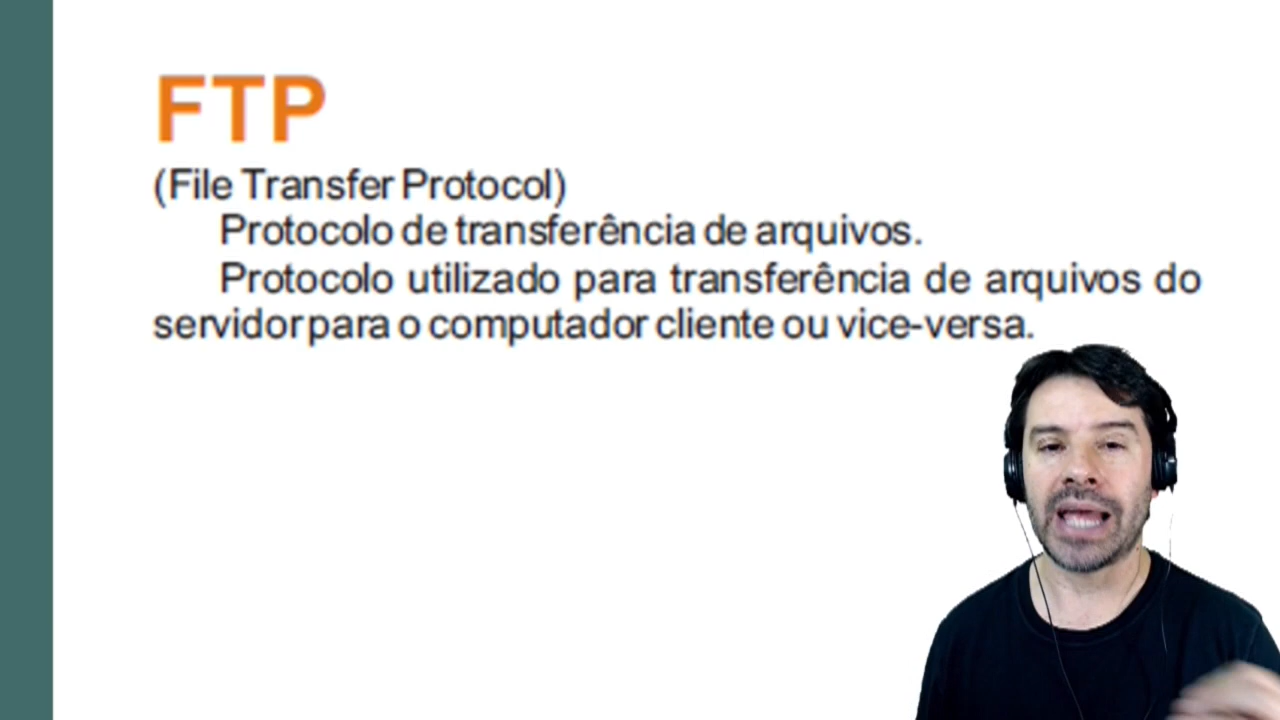 FTP
(File Transfer Protocol)
Protocolo de transferência de arquivos.
Protocolo utilizado para transferência de arquivos do
servidor para o computador cliente ou vice-versa.